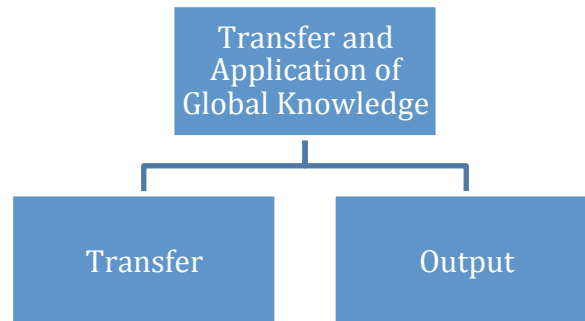 Transfer and
Application of
Global Knowledge
Transfer
Output